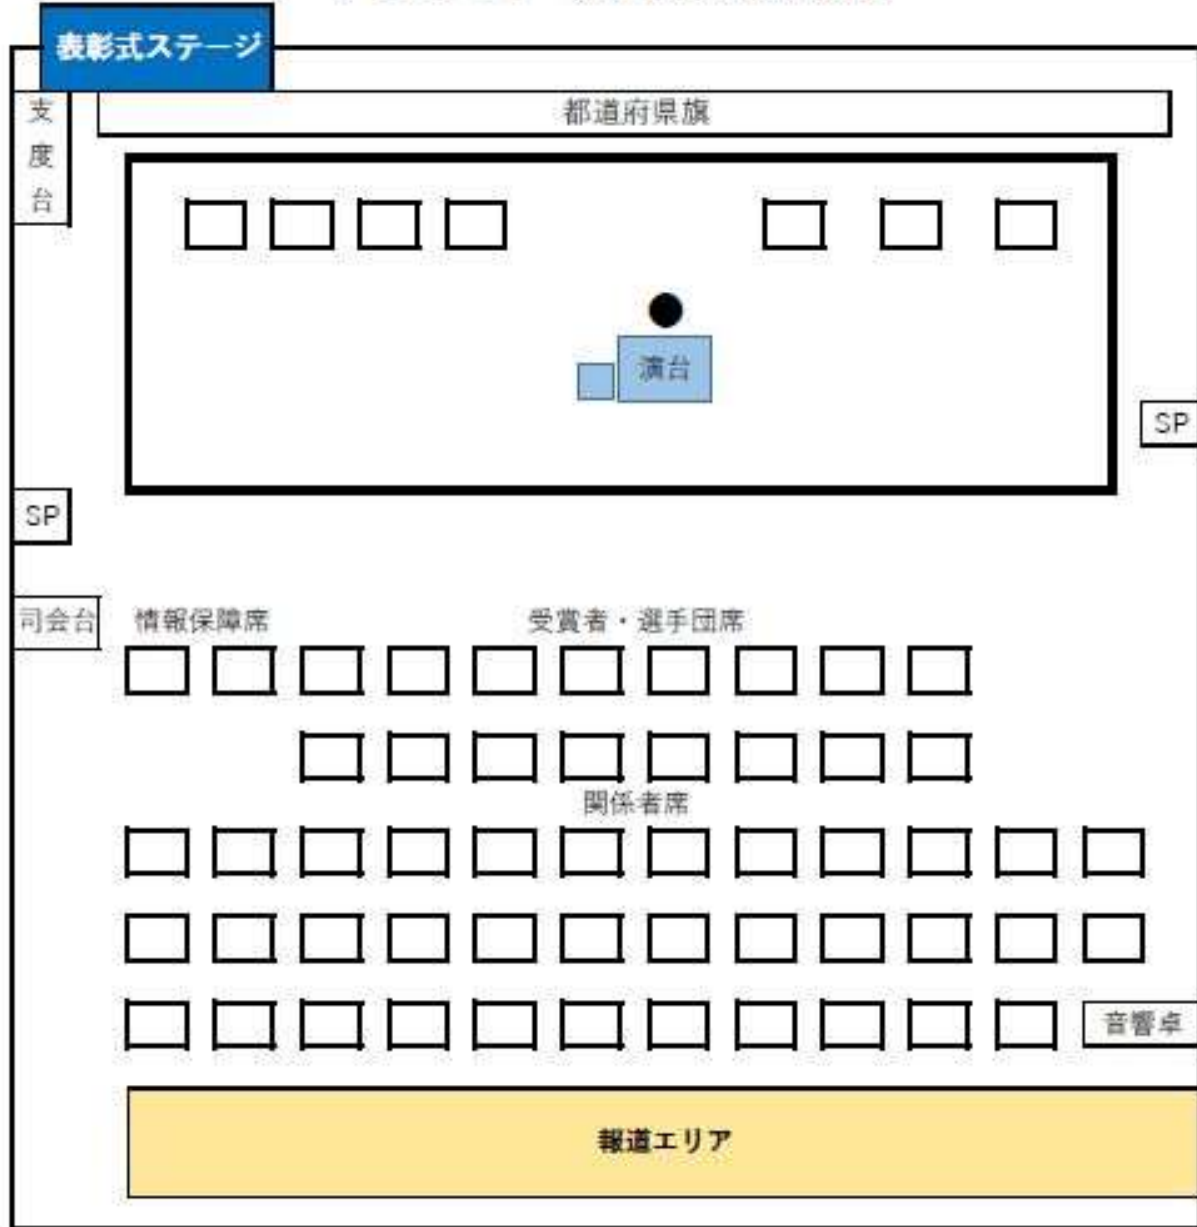 表彰式ステージ
都道府県旗
支度台
演台
SP
SP
司会台
情報保障席
受賞者・選手団席
関係者席
音響卓
報道エリア